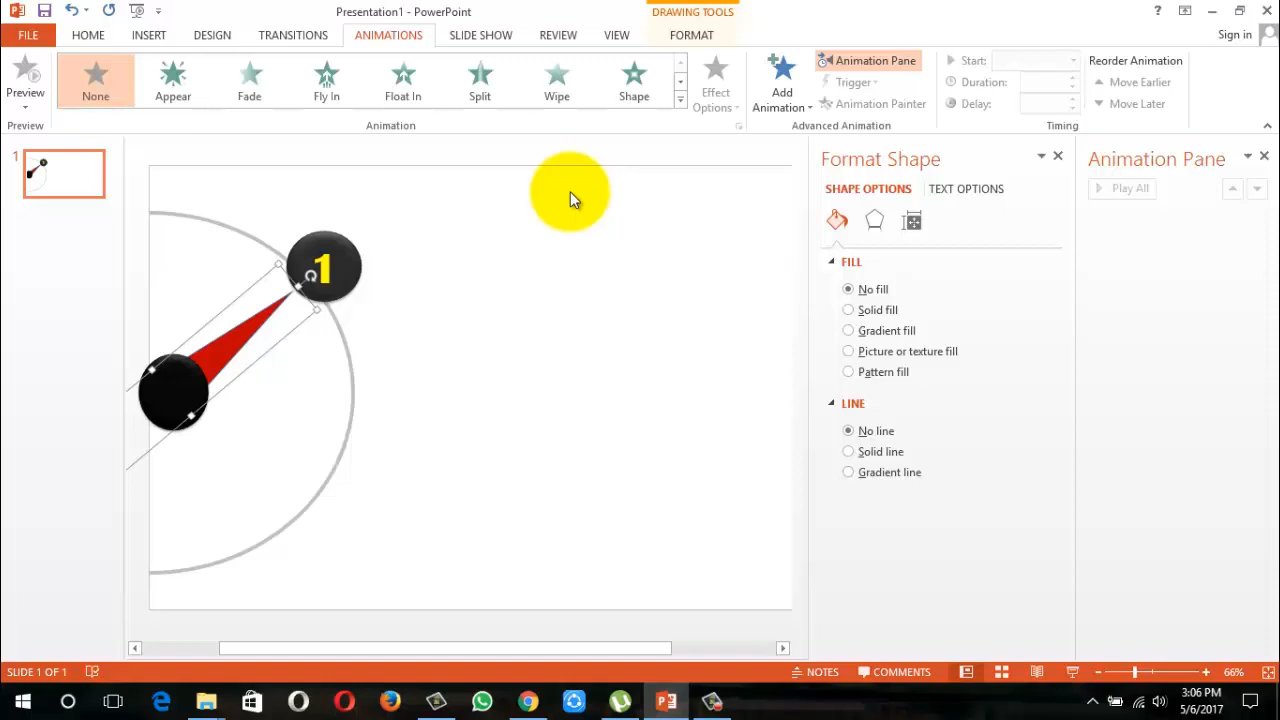 Presentation1 - PowerPoint
DRAWING TOOLS
?
FILE
HOME
INSERT
DESIGN
TRANSITIONS
ANIMATIONS
SLIDE SHOW
REVIEW
VIEW
FORMAT
Sign in
Preview
None
Appear
Fade
Fly In
Float In
Split
Wipe
Shape
Effect
Options
Add
Animation
Animation Pane
Trigger
Animation Painter
Start:
Duration:
Delay:
Reorder Animation
Move Earlier
Move Later
Preview
Animation
Advanced Animation
Timing
1
1
Format Shape
SHAPE OPTIONS
TEXT OPTIONS
FILL
No fill
Solid fill
Gradient fill
Picture or texture fill
Pattern fill
LINE
No line
Solid line
Gradient line
Animation Pane
Play All
SLIDE 1 OF 1
NOTES
COMMENTS
66%
3:06 PM
5/6/2017